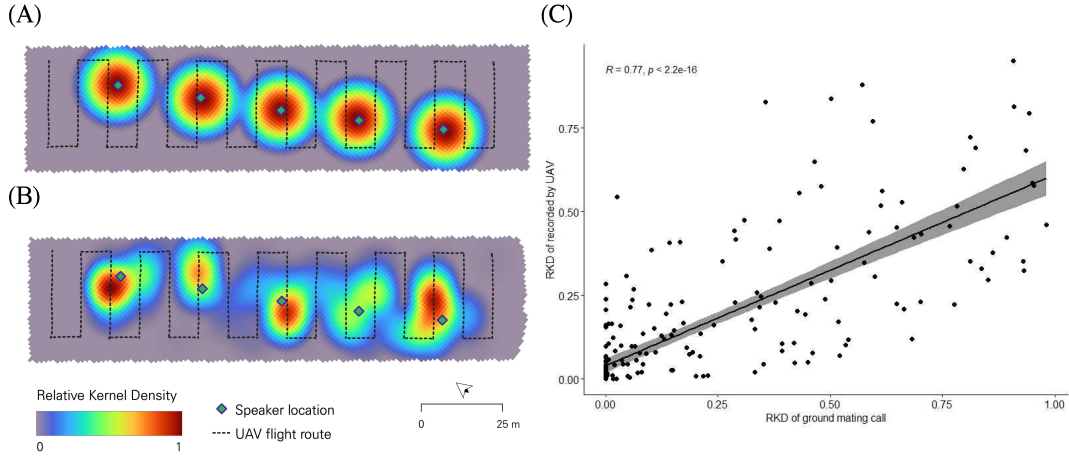 (A)
(B)
Relative Kernel Density
0 1
Speaker location
UAV flight route
0 25 m
(C)
R = 0.77, p < 2.2e-16
RKD of recorded by UAV
0.75
0.50
0.25
0.00
0.00 0.25 0.50 0.75 1.00
RKD of ground mating call